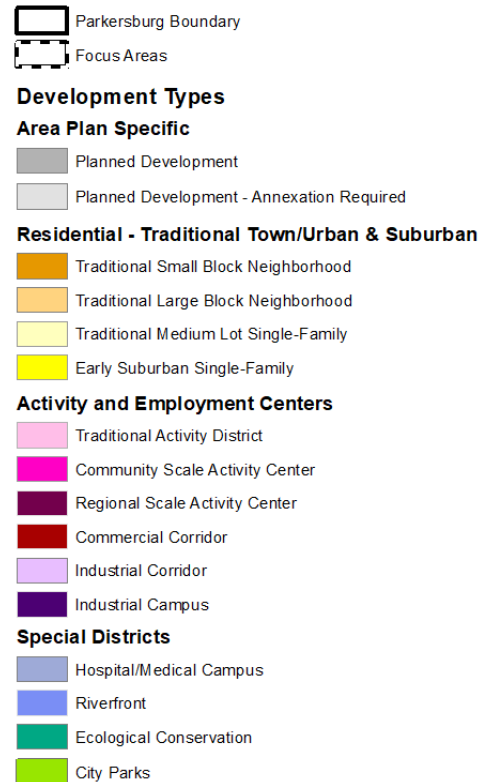 Parkersburg Boundary
Focus Areas
Development Types
Area Plan Specific
Planned Development
Planned Development - Annexation Required
Residential - Traditional Town/Urban & Suburban
Traditional Small Block Neighborhood
Traditional Large Block Neighborhood
Traditional Medium Lot Single-Family
Early Suburban Single-Family
Activity and Employment Centers
Traditional Activity District
Community Scale Activity Center
Regional Scale Activity Center
Commercial Corridor
Industrial Corridor
Industrial Campus
Special Districts
Hospital/Medical Campus
Riverfront
Ecological Conservation
City Parks